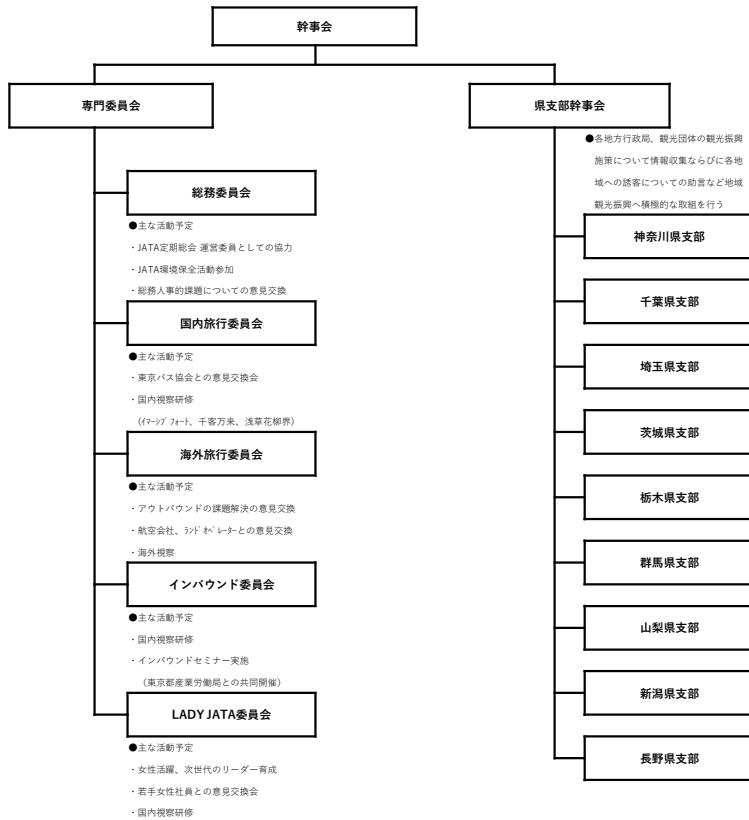 幹事会
専門委員会
総務委員会
●主な活動予定
・JATA定期総会 運営委員としての協力
・JATA環境保全活動参加
・総務人事的課題についての意見交換
国内旅行委員会
●主な活動予定
・東京バス協会との意見交換会
・国内視察研修
(ｲﾏｰｼﾌﾞ ﾌｫｰﾄ、千客万来、浅草花柳界)
海外旅行委員会
●主な活動予定
・アウトバウンドの課題解決の意見交換
・航空会社、ﾗﾝﾄﾞｵﾍﾟﾚｰﾀｰとの意見交換
・海外視察
インバウンド委員会
●主な活動予定
・国内視察研修
・インバウンドセミナー実施
（東京都産業労働局との共同開催）
LADY JATA委員会
●主な活動予定
・女性活躍、次世代のリーダー育成
・若手女性社員との意見交換会
・国内視察研修
県支部幹事会
●各地方行政局、観光団体の観光振興
施策について情報収集ならびに各地
域への誘客についての助言など地域
観光振興へ積極的な取組を行う
神奈川県支部
千葉県支部
埼玉県支部
茨城県支部
栃木県支部
群馬県支部
山梨県支部
新潟県支部
長野県支部